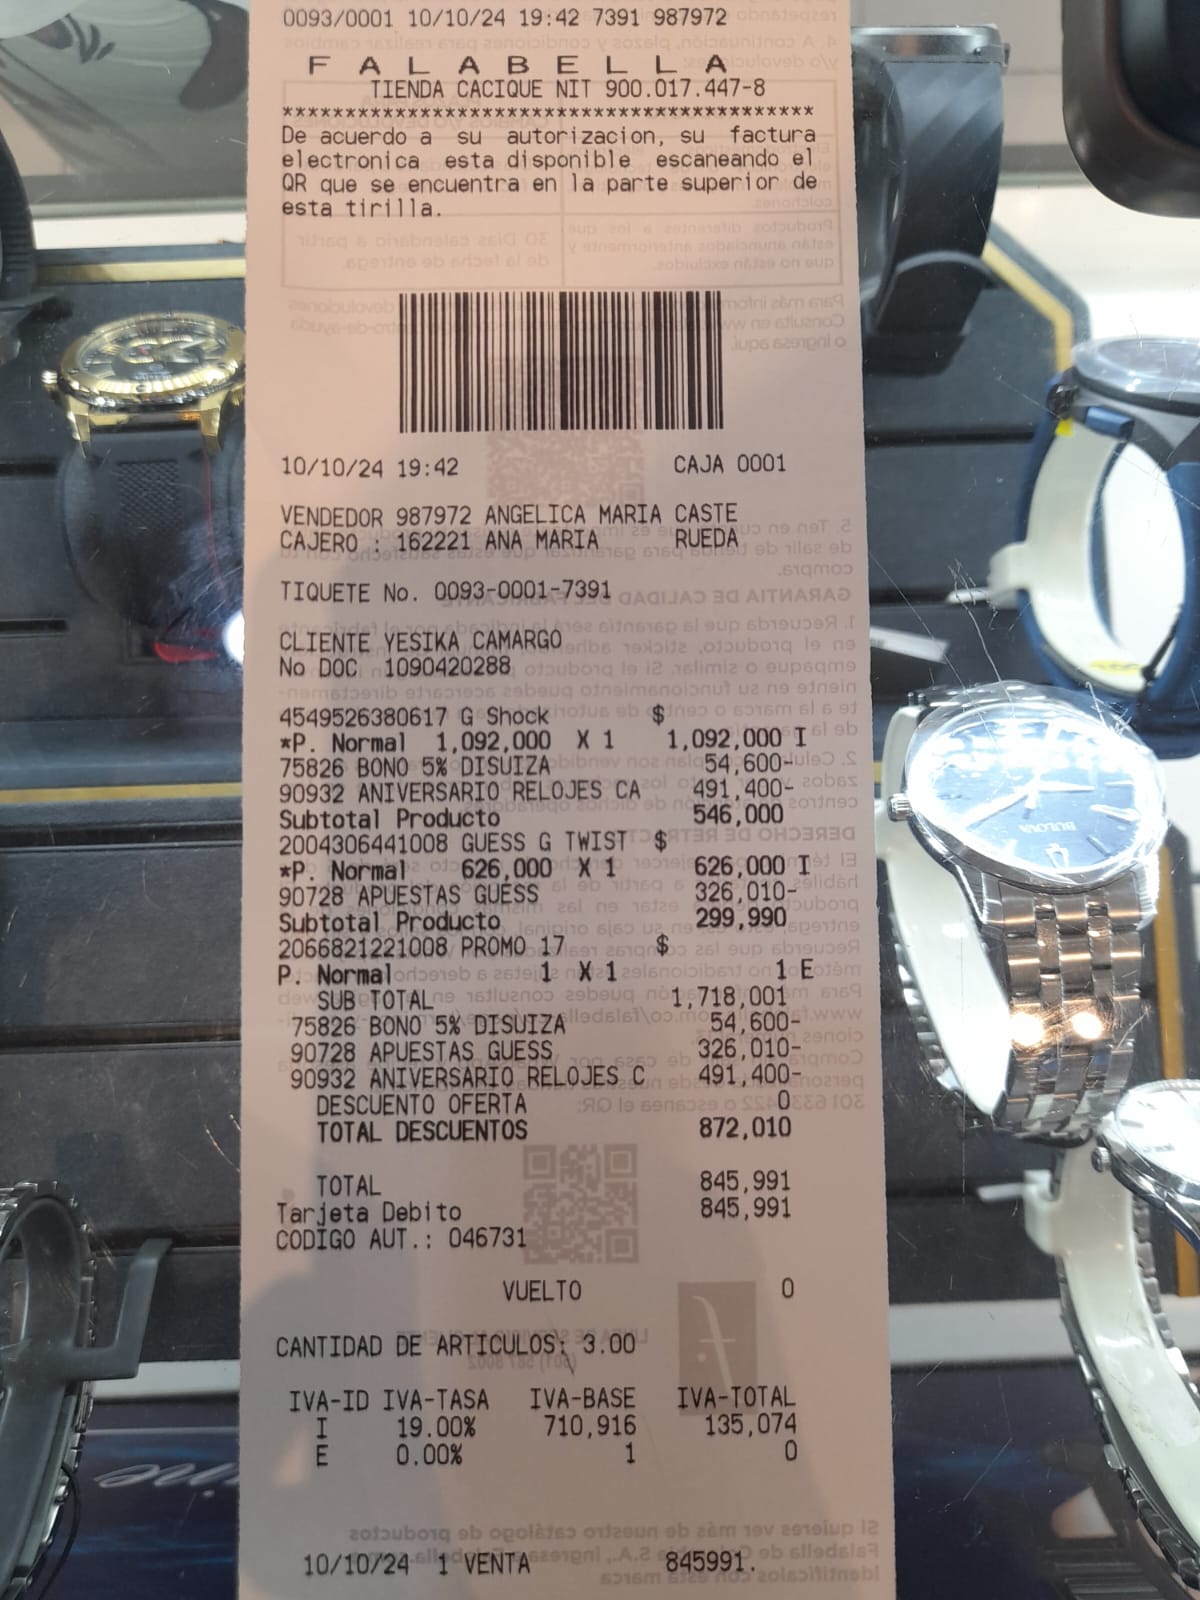 0093/0001 10/10/24 19:42 7391 987972
F A L A B E L L A
TIENDA CACIQUE NIT 900.017.447-8
******************************************
De acuerdo a su autorizacion, su factura
electronica esta disponible escaneando el
QR que se encuentra en la parte superior de
esta tirilla.
10/10/24 19:42 CAJA 0001
VENDEDOR 987972 ANGELICA MARIA CASTE
CAJERO : 162221 ANA MARIA RUEDA
TIQUETE No. 0093-0001-7391
CLIENTE YESIKA CAMARGO
No DOC 1090420288
4549526380617 G Shock $
*P. Normal 1,092,000 X 1 1,092,000 I
75826 BONO 5% DISUIZA 54,600-
90932 ANIVERSARIO RELOJES CA 491,400-
Subtotal Producto 546,000
2004306441008 GUESS G TWIST $
*P. Normal 626,000 X 1 626,000 I
90728 APUESTAS GUESS 326,010-
Subtotal Producto 299,990
2066821221008 PROMO 17 $
P. Normal 1 X 1 1 E
SUB TOTAL 1,718,001
75826 BONO 5% DISUIZA 54,600-
90728 APUESTAS GUESS 326,010-
90932 ANIVERSARIO RELOJES C 491,400-
DESCUENTO OFERTA 0
TOTAL DESCUENTOS 872,010
TOTAL 845,991
Tarjeta Debito 845,991
CODIGO AUT.: 046731
VUELTO 0
CANTIDAD DE ARTICULOS: 3.00
IVA-ID IVA-TASA IVA-BASE IVA-TOTAL
I 19.00% 710,916 135,074
E 0.00% 1 0
10/10/24 1 VENTA 845991.
BULOVA